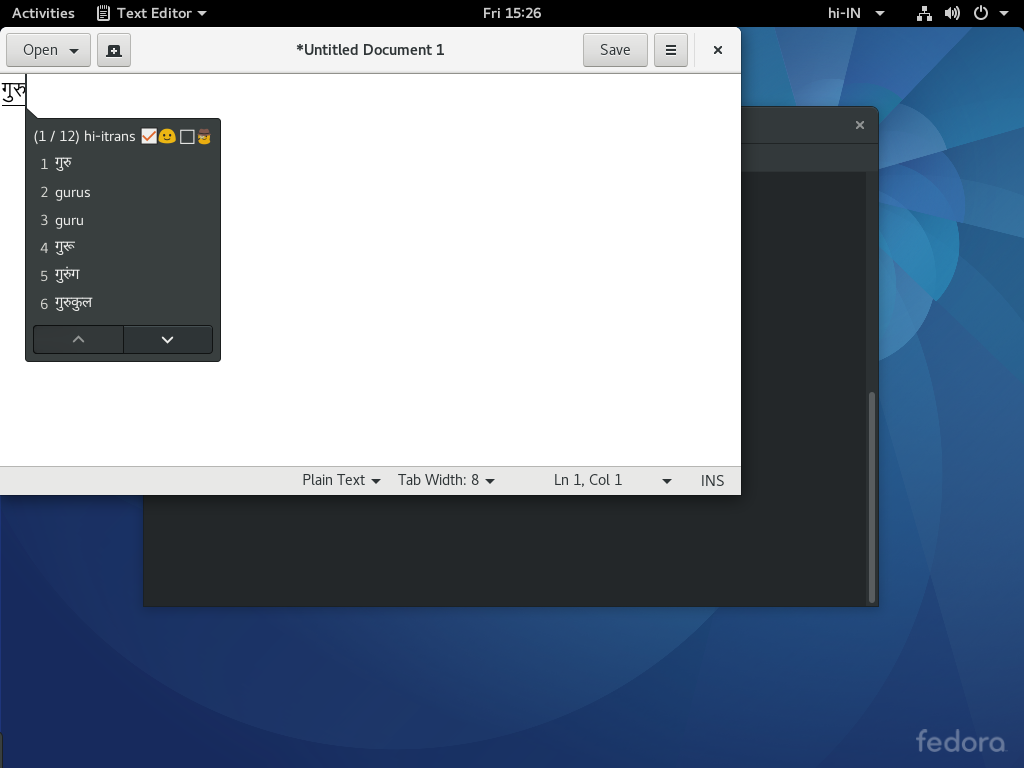 Activities Text Editor Fri 15:26 hi-IN
Open *Untitled Document 1 Save
गुरु
(1 / 12) hi-itrans
1 गुरु
2 gurus
3 guru
4 गुरू
5 गुरुंग
6 गुरुकुल
Plain Text Tab Width: 8 Ln 1, Col 1 INS
fedora